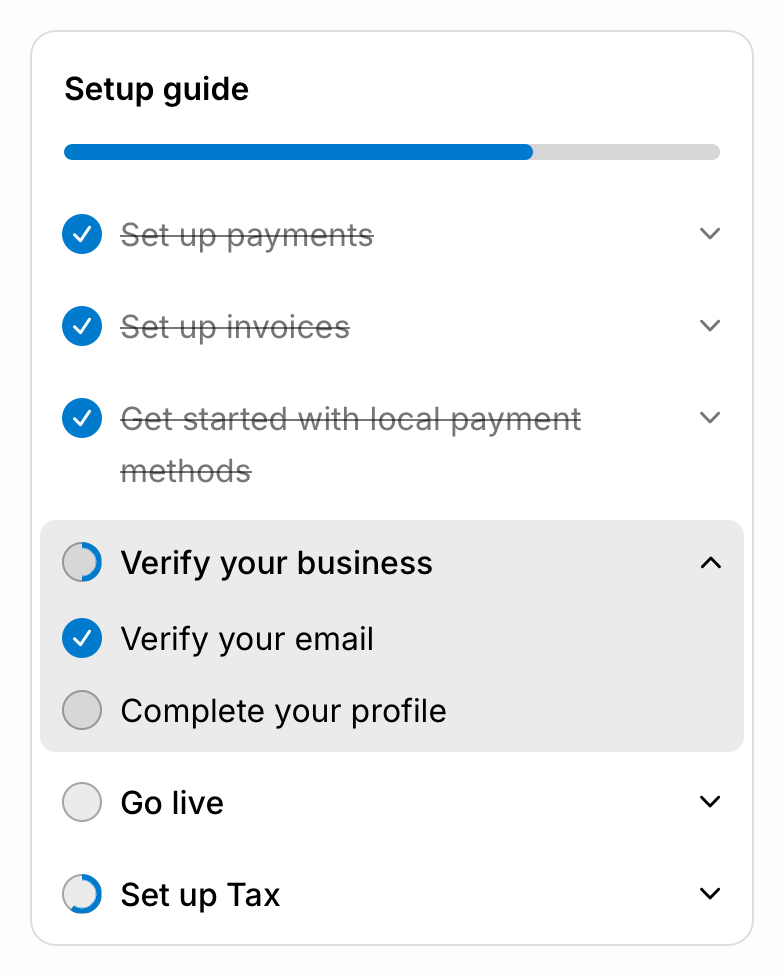 Setup guide
Set up payments
Set up invoices
Get started with local payment
methods
Verify your business
Verify your email
Complete your profile
Go live
Set up Tax